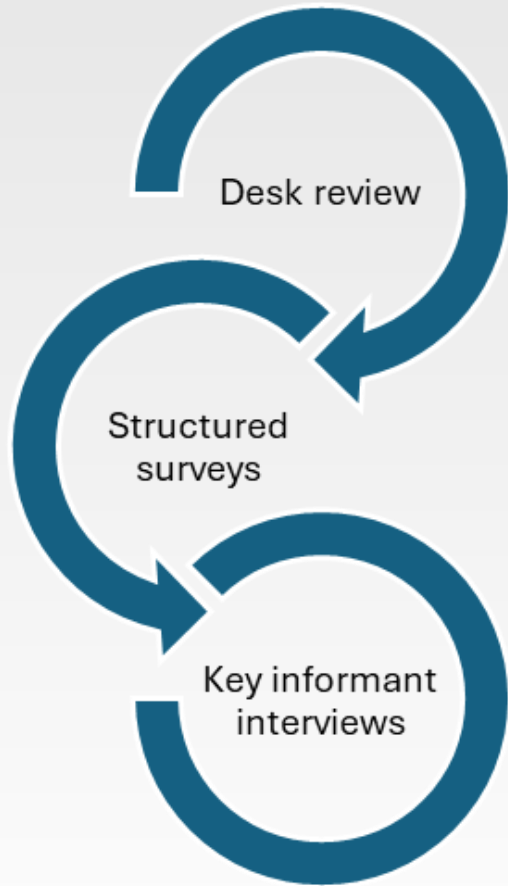 Desk review
Structured
surveys
Key informant
interviews